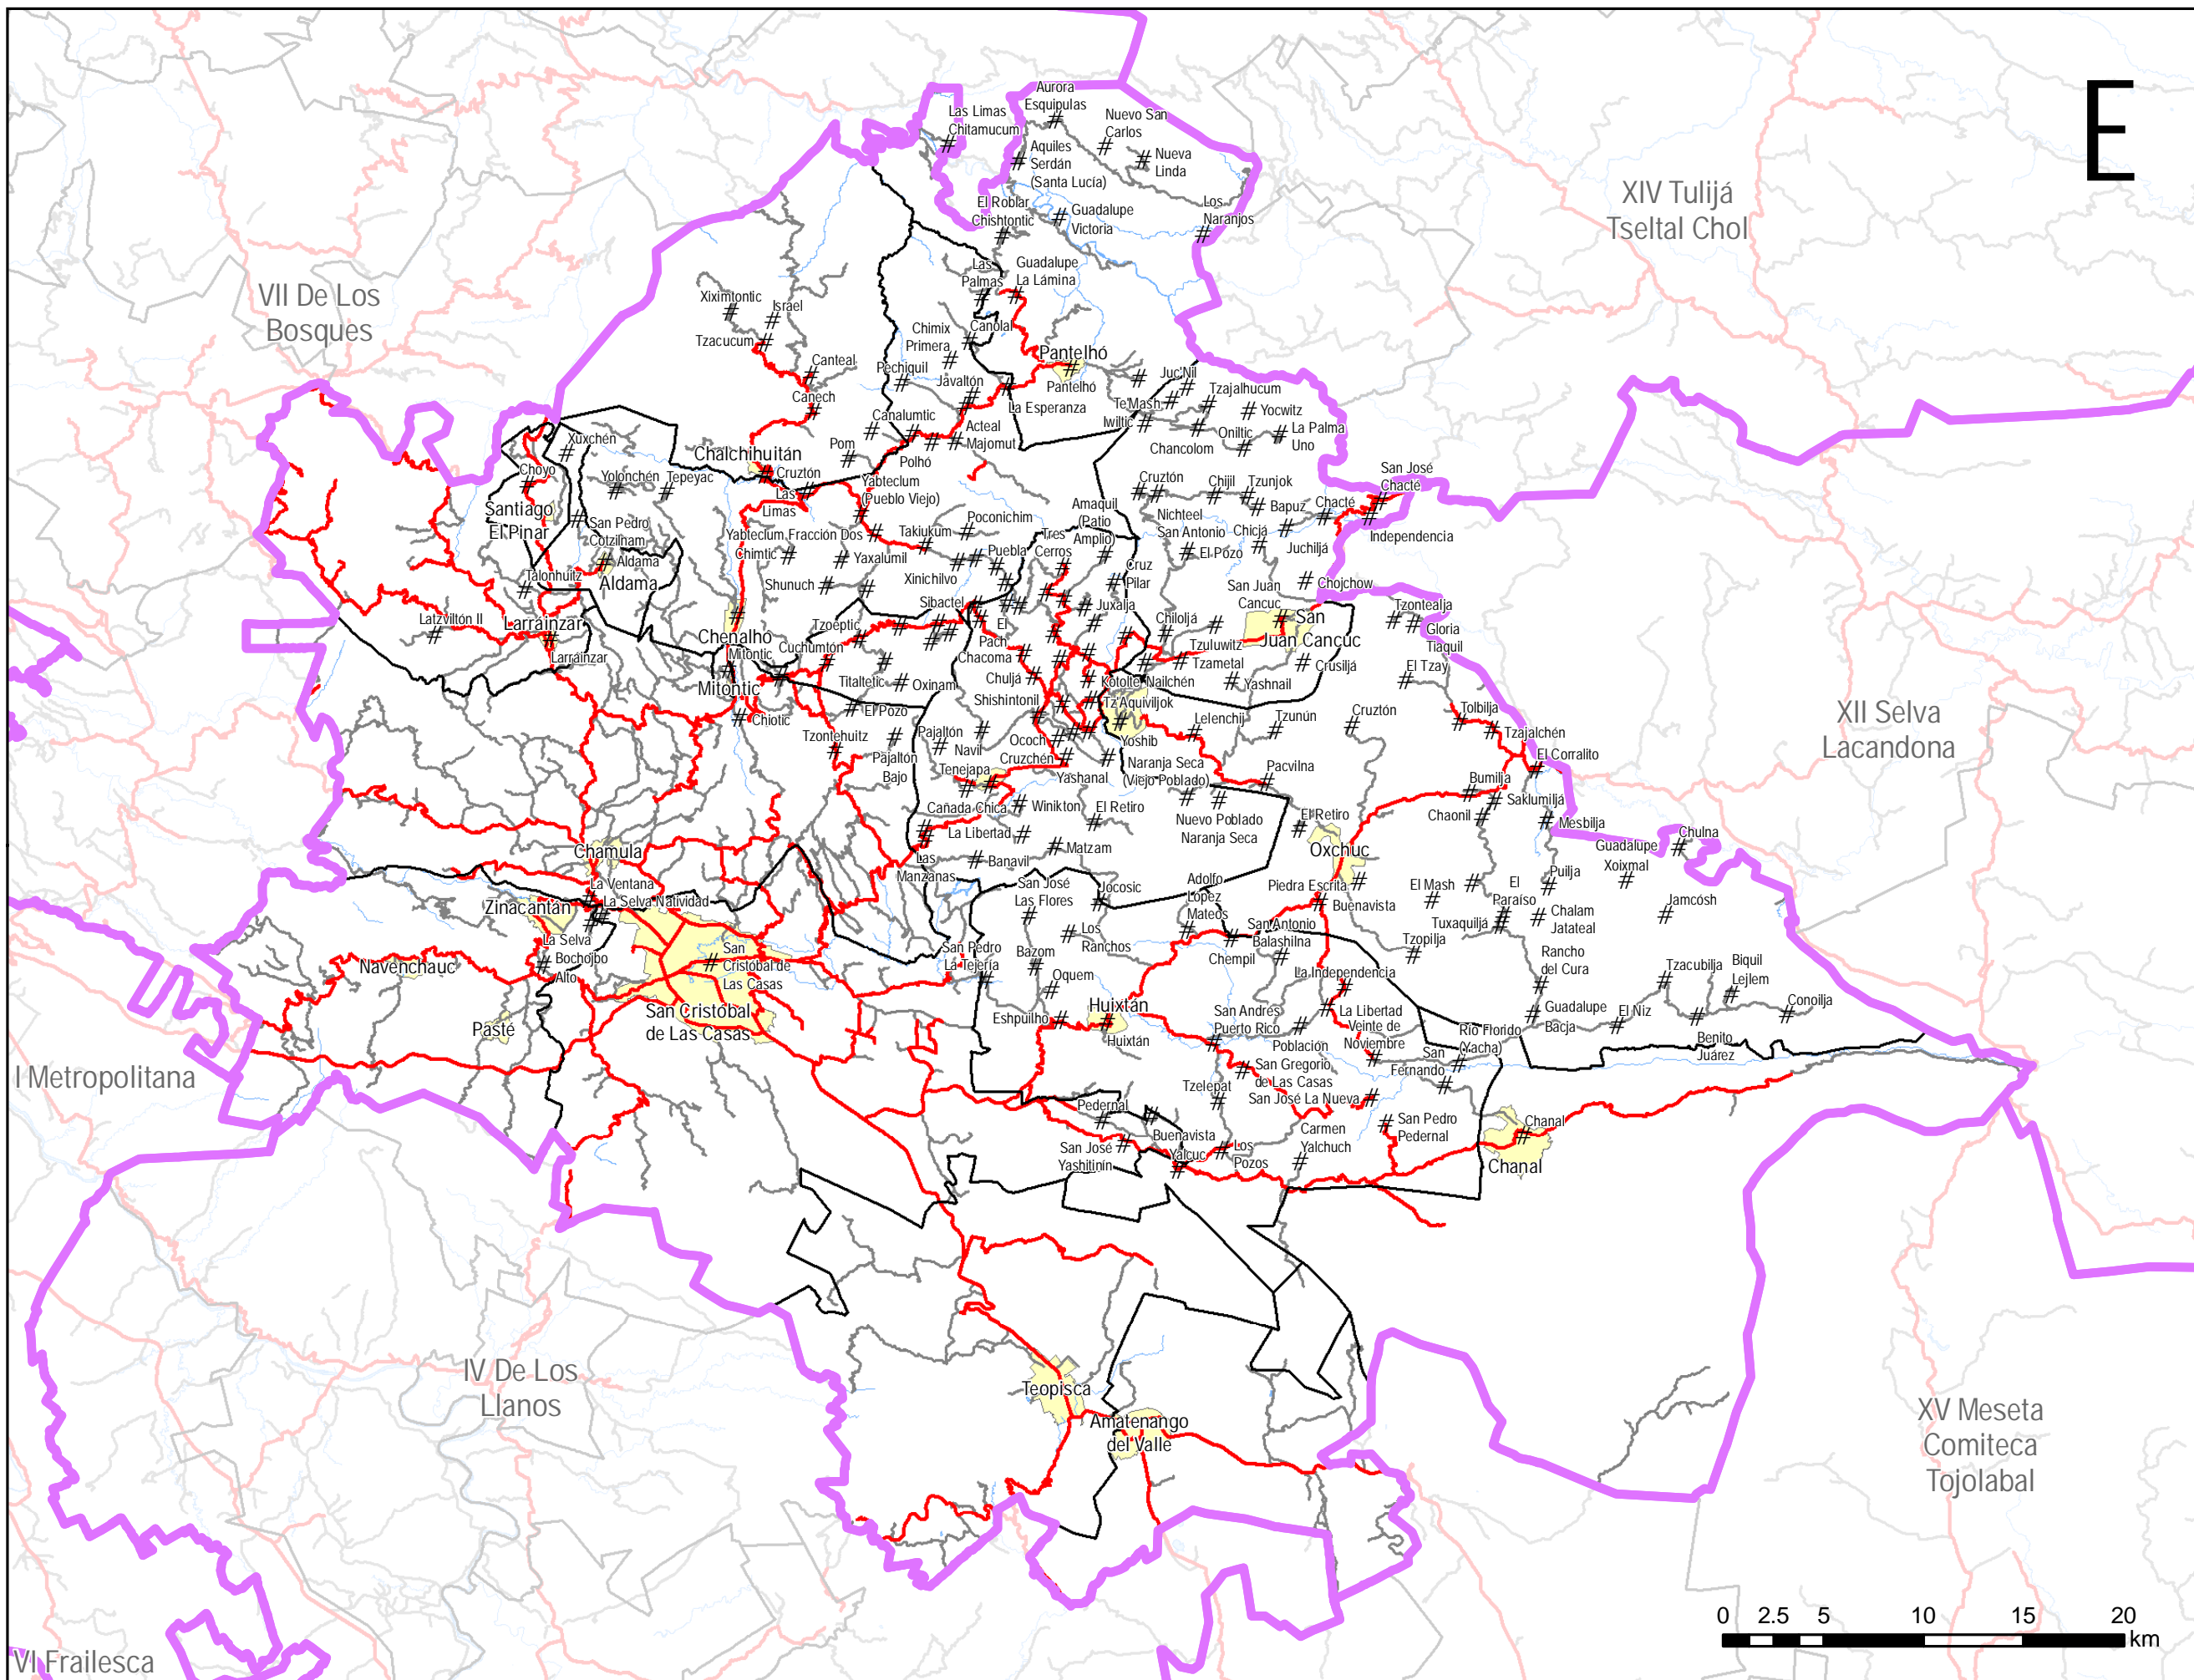 E
Aurora
Esquipulas
Las Limas
Chitamucum
Nuevo San
Carlos
Aquiles
Serdán
(Santa Lucía)
Nueva
Linda
XIV Tulijá
Tseltal Chol
El Roblar
Chishtontic
Guadalupe
Victoria
Los
Naranjos
VII De Los
Bosques
Las
Palmas
Guadalupe
La Lámina
Xiximtontic
Israel
Tzacucum
Chimix
Primera
Canolal
Canteal
Pechiquil
Pantelhó
Pantelhó
Javaltón
Juc'Nil
Tzajalhucum
Canech
La Esperanza
Te'Mash
Yocwitz
Canalumtic
Iwiltic
Acteal
Majomut
Oniltic
La Palma
Uno
Chancolom
Xuxchén
Pom
Polhó
Chalchihuitán
Cruztón
Choyo
Yolonchén
Tepeyac
Las
Limas
Yabteclum
(Pueblo Viejo)
San José
Chacté
Cruztón
Chijil
Tzunjok
Santiago
El Pinar
San Pedro
Cotzilnam
Amaquil
(Patio
Amplio)
Nichteel
San Antonio
Bapuz
Chacté
Yabteclum Fracción Dos
Takiukum
Poconichim
Tres
Cerros
Chicjá
Independencia
Chimtic
Yaxalumil
Puebla
El Pozo
Juchiljá
Aldama
Aldama
Talonhuitz
Shunuch
Xinichilvo
Cruz
Pilar
San Juan
Cancuc
Chojchow
Sibactel
Juxalja
Tzontealja
Latzviltón II
Larráinzar
Larráinzar
Chenalhó
Tzoeptic
El
Pach
Chiloljá
San
Juan Cancuc
Gloria
Tiaquil
Mitontic
Cuchumtón
Chacoma
Tzuluwitz
Tzametal
Crusiljá
El Tzay
Mitontic
Titaltetic
Oxinam
Chuljá
Kotolte
Nailchén
Yashnail
Chiotic
El Pozo
Shishintonil
Tz'Aquiviljok
Lelenchij
Tzunún
Cruztón
Tolbilja
Tzontehuitz
Pajaltón
Navil
Ococh
Yoshib
Tzajalchén
Pajaltón
Bajo
Tenejapa
Cruzchén
Yashanal
Naranja Seca
(Viejo Poblado)
Pacvilna
El Corralito
XII Selva
Lacandona
Cañada Chica
Winikton
El Retiro
Bumilja
Saklumiljá
Nuevo Poblado
Naranja Seca
El Retiro
Chaonil
Mesbilja
La Libertad
Matzam
Oxchuc
Chulna
Chamula
Las
Manzanas
Banavil
Guadalupe
Xoixmal
La Ventana
La Selva Natividad
San José
Las Flores
Jocosic
Adolfo
López
Mateos
Piedra Escrita
Buenavista
El Mash
El
Paraíso
Puilja
Jamcósh
Zinacantán
La Selva
Bochojbo
Alto
Los
Ranchos
San Antonio
Balashilna
Tuxaquiljá
Chalam
Jatateal
San
Cristóbal de
Las Casas
San Pedro
La Tejería
Bazom
Chempil
Tzopilja
Rancho
del Cura
Navenchauc
Oquem
La Independencia
Tzacubilja
Biquil
Lejlem
Pasté
San Cristóbal
de Las Casas
Eshpuilho
Huixtán
Huixtán
San Andrés
Puerto Rico
La Libertad
Guadalupe
Bacja
El Niz
Conoilja
Población
Veinte de
Noviembre
Río Florido
(Yacha)
Benito
Juárez
I Metropolitana
San Gregorio
de Las Casas
San
Fernando
Tzelepat
San José La Nueva
Pedernal
San Pedro
Pedernal
Chanal
Chanal
Buenavista
Carmen
Yalchuch
San José
Yashitinín
Yalcuc
Los
Pozos
IV De Los
Llanos
Teopisca
Amatenango
del Valle
XV Meseta
Comiteca
Tojolabal
VI Frailesca
0 2.5 5 10 15 20
km